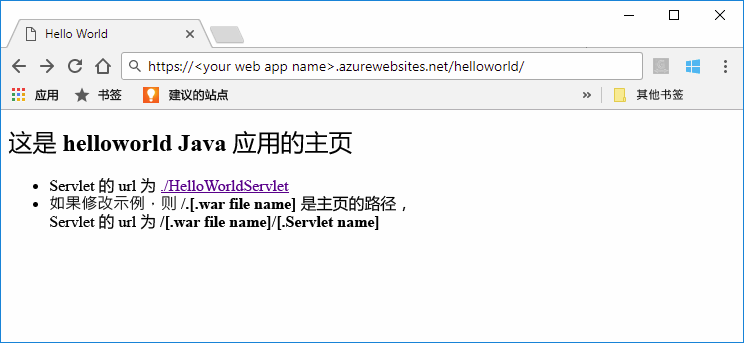 Hello World
https://<your web app name>.azurewebsites.net/helloworld/
应用 书签 建议的站点 » 其他书签
这是 helloworld Java 应用的主页
• Servlet 的 url 为 ./HelloWorldServlet
• 如果修改示例，则 /.[.war file name] 是主页的路径，
Servlet 的 url 为 /[.war file name]/[.Servlet name]